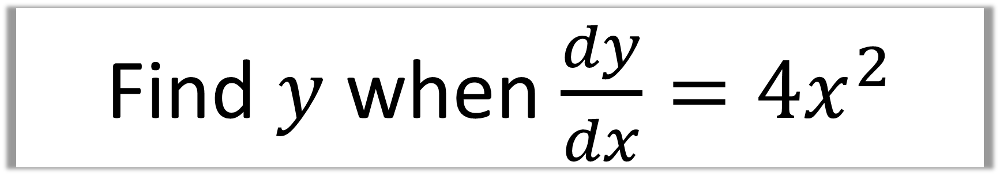 Find y when dy/dx = 4x²